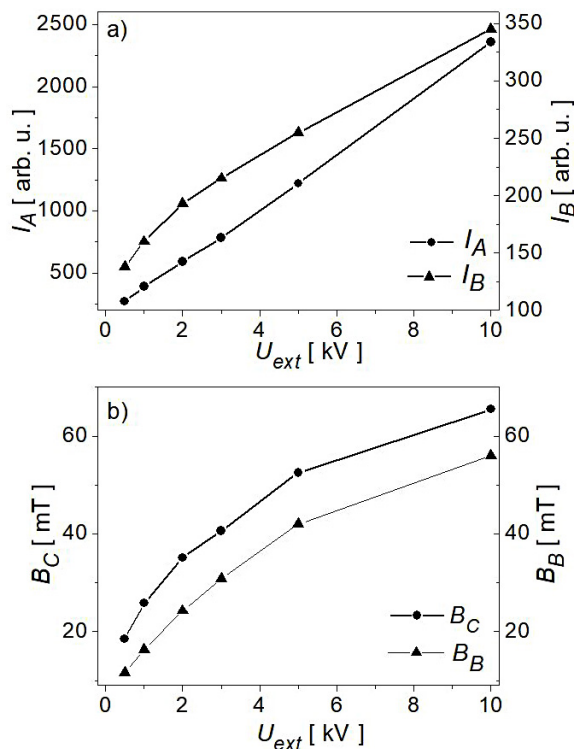 a)
2500
2000
1500
1000
500
I_A [ arb. u. ]
350
300
250
200
150
100
I_B [ arb. u. ]
I_A
I_B
0 2 4 6 8 10
U_ext [ kV ]
b)
60
40
20
B_C [ mT ]
60
40
20
B_B [ mT ]
B_C
B_B
0 2 4 6 8 10
U_ext [ kV ]